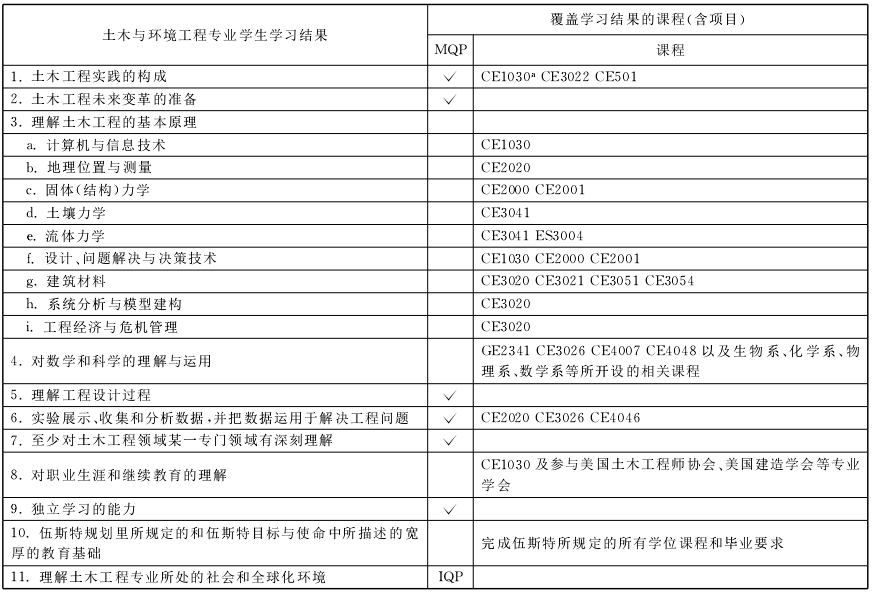 土木与环境工程专业学生学习结果
覆盖学习结果的课程(含项目)
MQP
课程
1. 土木工程实践的构成 √ CE1030ª CE3022 CE501
2. 土木工程未来变革的准备 √
3. 理解土木工程的基本原理
a. 计算机与信息技术 CE1030
b. 地理位置与测量 CE2020
c. 固体(结构)力学 CE2000 CE2001
d. 土壤力学 CE3041
e. 流体力学 CE3041 ES3004
f. 设计、问题解决与决策技术 CE1030 CE2000 CE2001
g. 建筑材料 CE3020 CE3021 CE3051 CE3054
h. 系统分析与模型建构 CE3020
i. 工程经济与危机管理 CE3020
4. 对数学和科学的理解与运用
GE2341 CE3026 CE4007 CE4048 以及生物系、化学系、物
理系、数学系等所开设的相关课程
5. 理解工程设计过程 √
6. 实验展示、收集和分析数据,并把数据运用于解决工程问题 √ CE2020 CE3026 CE4046
7. 至少对土木工程领域某一专门领域有深刻理解 √
8. 对职业生涯和继续教育的理解
CE1030 及参与美国土木工程师协会、美国建造学会等专业
学会
9. 独立学习的能力 √
10. 伍斯特规划里所规定的和伍斯特目标与使命中所描述的宽
厚的教育基础
完成伍斯特所规定的所有学位课程和毕业要求
11. 理解土木工程专业所处的社会和全球化环境 IQP